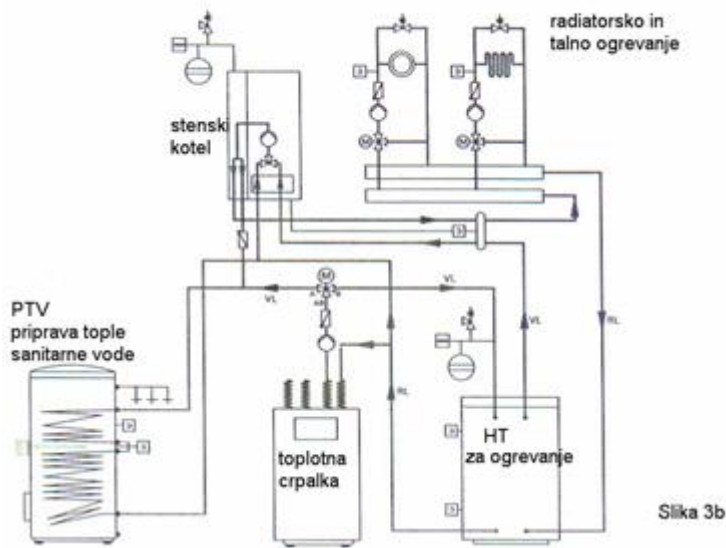 radiatorsko in
talno ogrevanje
stenski
kotel
M
M
M
A
B
AB
VL
VL
VL
RL
RL
PTV
priprava tople
sanitarne vode
toplotna
crpalka
HT
za ogrevanje
Slika 3b